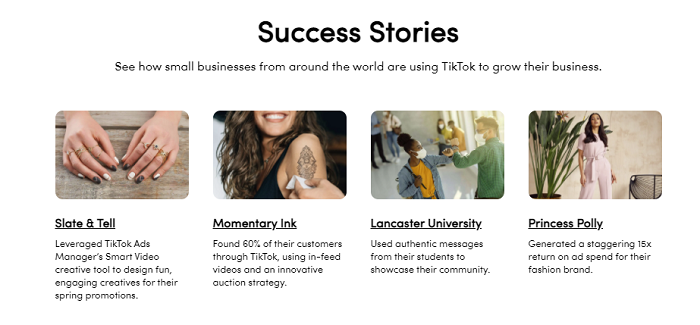 Success Stories
See how small businesses from around the world are using TikTok to grow their business.
Slate & Tell
Leveraged TikTok Ads
Manager's Smart Video
creative tool to design fun,
engaging creatives for their
spring promotions.
Momentary Ink
Found 60% of their customers
through TikTok, using in-feed
videos and an innovative
auction strategy.
Lancaster University
Used authentic messages
from their students to
showcase their community.
Princess Polly
Generated a staggering 15x
return on ad spend for their
fashion brand.